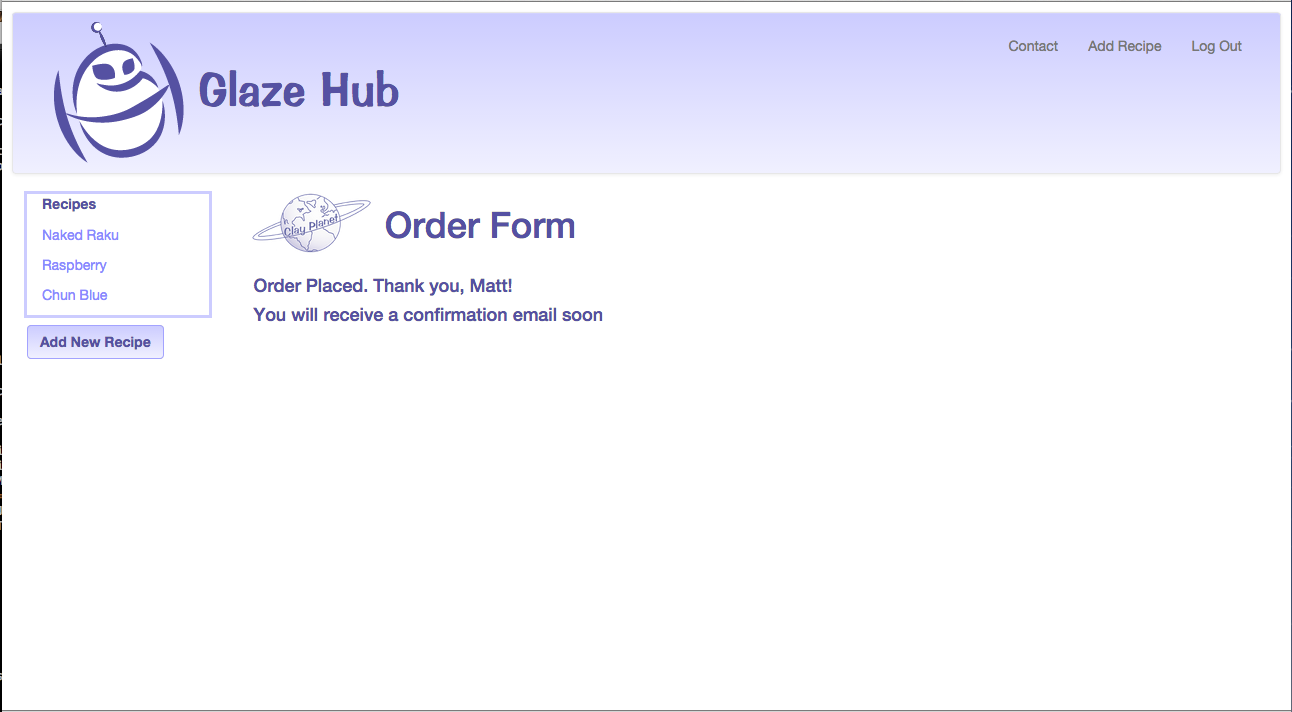 Contact Add Recipe Log Out
Glaze Hub
Recipes
Naked Raku
Raspberry
Chun Blue
Add New Recipe
Clay Planet
Order Form
Order Placed. Thank you, Matt!
You will receive a confirmation email soon